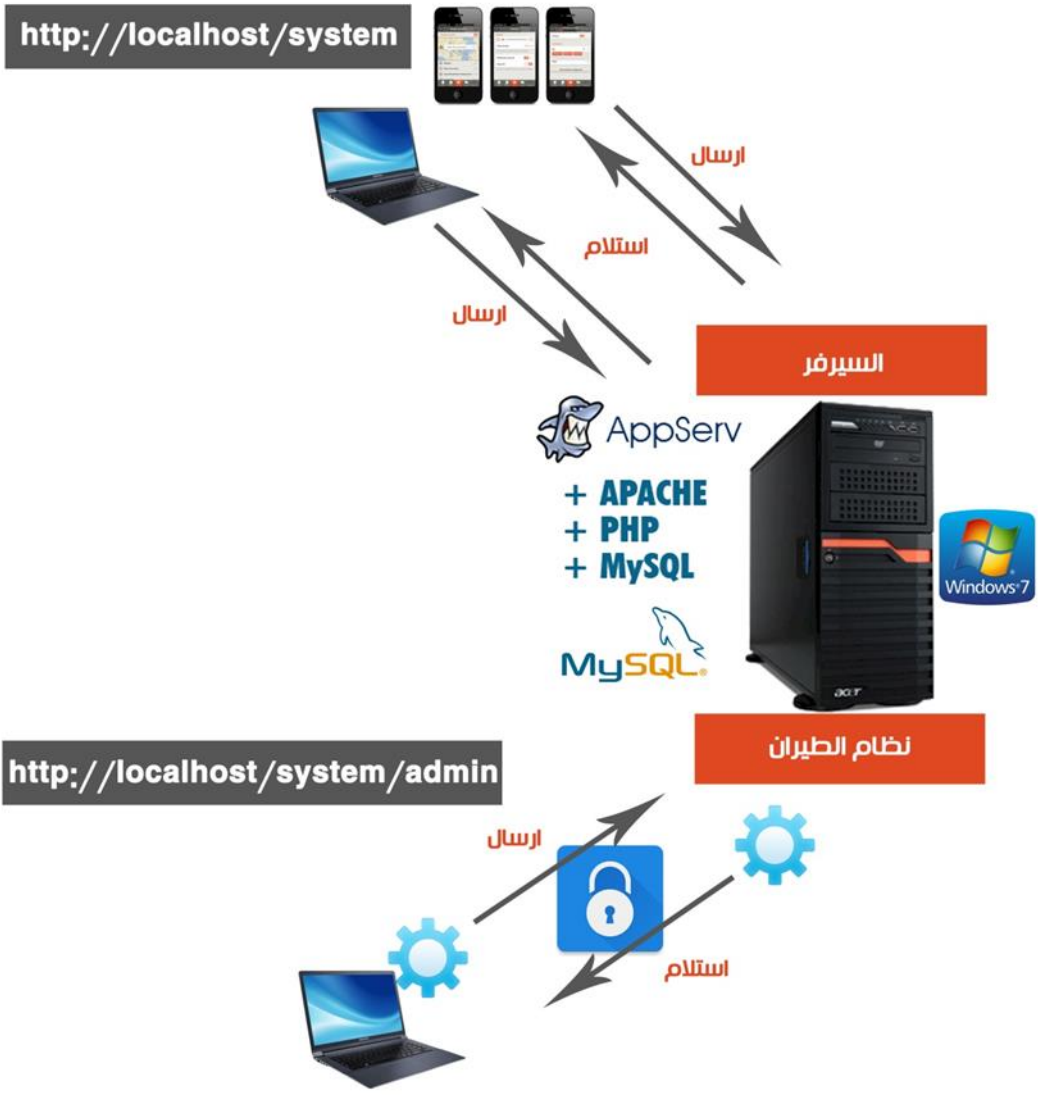 http://localhost/system
ارسال
استلام
ارسال
السيرفر
AppServ
+ APACHE
+ PHP
+ MySQL
Windows®7
MySQL®
acer
نظام الطيران
http://localhost/system/admin
ارسال
استلام